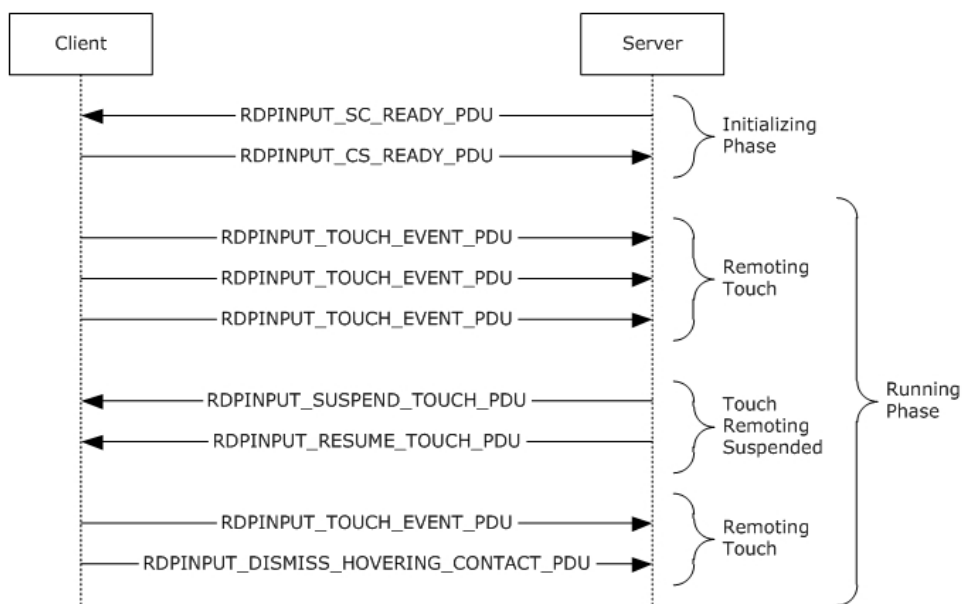 Client
Server
RDPINPUT_SC_READY_PDU
RDPINPUT_CS_READY_PDU
Initializing
Phase
RDPINPUT_TOUCH_EVENT_PDU
RDPINPUT_TOUCH_EVENT_PDU
RDPINPUT_TOUCH_EVENT_PDU
Remoting
Touch
RDPINPUT_SUSPEND_TOUCH_PDU
RDPINPUT_RESUME_TOUCH_PDU
Touch
Remoting
Suspended
Running
Phase
RDPINPUT_TOUCH_EVENT_PDU
RDPINPUT_DISMISS_HOVERING_CONTACT_PDU
Remoting
Touch